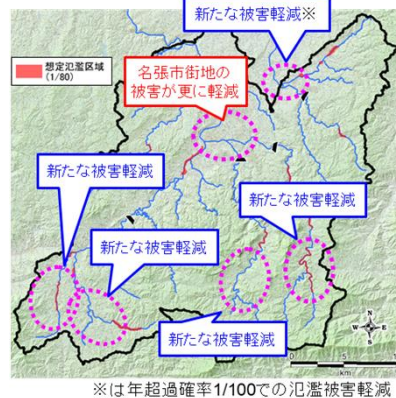 新たな被害軽減※
想定氾濫区域
(1/80)
名張市街地の
被害が更に軽減
新たな被害軽減
新たな被害軽減
新たな被害軽減
新たな被害軽減
N
W
E
S
0
5
km
※は年超過確率1/100での氾濫被害軽減